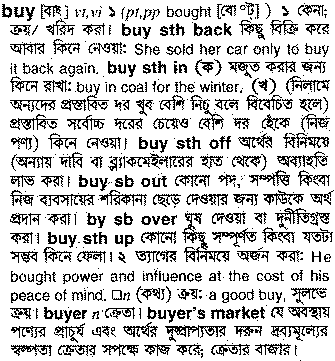 buy [বাই] vt,vi ১ (pt,pp bought [বোণ্ট] ) ১ কেনা;
ক্রয়/ খরিদ করা। buy sth back কিছু বিক্রি করে
আবার কিনে নেওয়া: She sold her car only to buy
it back again. buy sth in (ক) মজুত করার জন্য
কিনে রাখা: buy in coal for the winter. (খ) (নিলামে
অন্যদের প্রস্তাবিত দর খুব বেশি নিচু বলে বিবেচিত হলে)
প্রস্তাবিত সর্বোচ্চ দরের চেয়েও বেশি দর হেঁকে (নিজ
পণ্য) কিনে নেওয়া। buy sth off অর্থের বিনিময়ে
(অন্যায় দাবি বা ব্ল্যাকমেইলারের হাত থেকে) অব্যাহতি
লাভ করা। buy sb out কোনো পদ, সম্পত্তি কিংবা
নিজ ব্যবসায়ের শরিকানা ছেড়ে দেওয়ার জন্য কাউকে অর্থ
প্রদান করা। by sb over ঘুষ দেওয়া বা দুর্নীতিগ্রস্ত
করা। buy sth up কোনো কিছু সম্পূর্ণত কিংবা যতটা
সম্ভব কিনে ফেলা। ২ ত্যাগের বিনিময়ে অর্জন করা: He
bought power and influence at the cost of his
peace of mind. □n (কথ্য) ক্রয়: a good buy, সুলভে
ক্রয়। buyer n ক্রেতা। buyer's market যে অবস্থায়
পণ্যের প্রাচুর্য এবং অর্থের দুষ্প্রাপ্যতার দরুন দ্রব্যমূল্যের
স্বল্পতা ক্রেতার সপক্ষে কাজ করে; ক্রেতার বাজার।